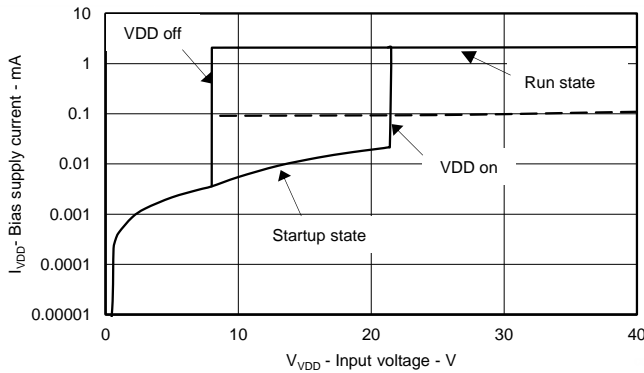 10
VDD off
1
Run state
0.1
VDD on
0.01
0.001
Startup state
0.0001
0.00001
0
10
20
30
40
I_VDD- Bias supply current - mA
V_VDD - Input voltage - V